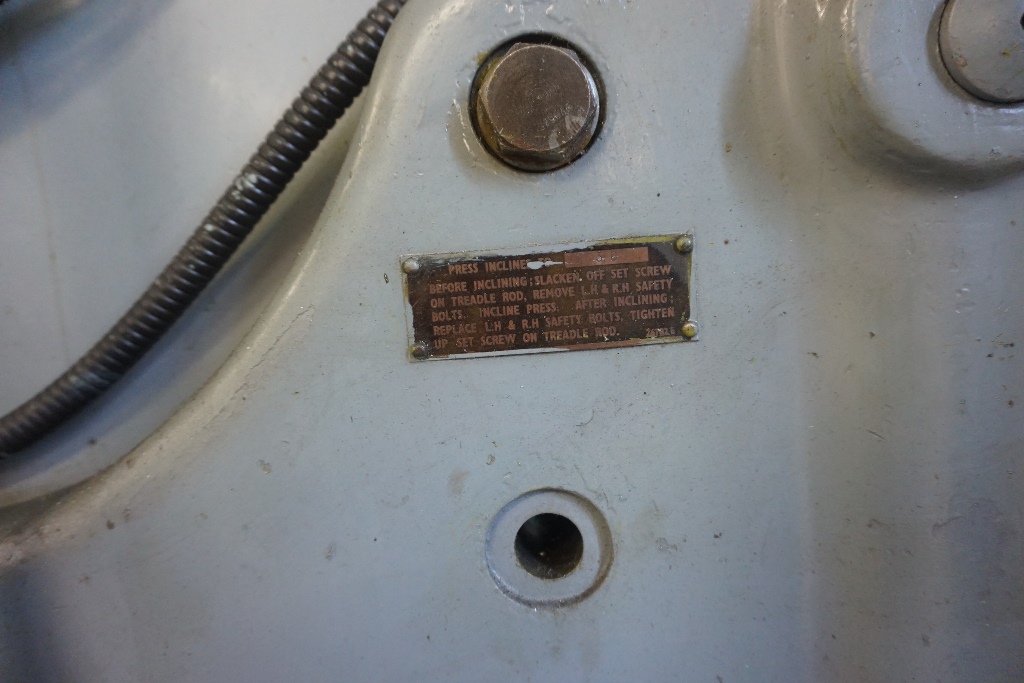 PRESS INCLINE TO
BEFORE INCLINING; SLACKEN OFF SET SCREW
ON TREADLE ROD, REMOVE L.H & R.H SAFETY
BOLTS. INCLINE PRESS. AFTER INCLINING;
REPLACE L.H & R.H SAFETY BOLTS, TIGHTEN
UP SET SCREW ON TREADLE ROD.